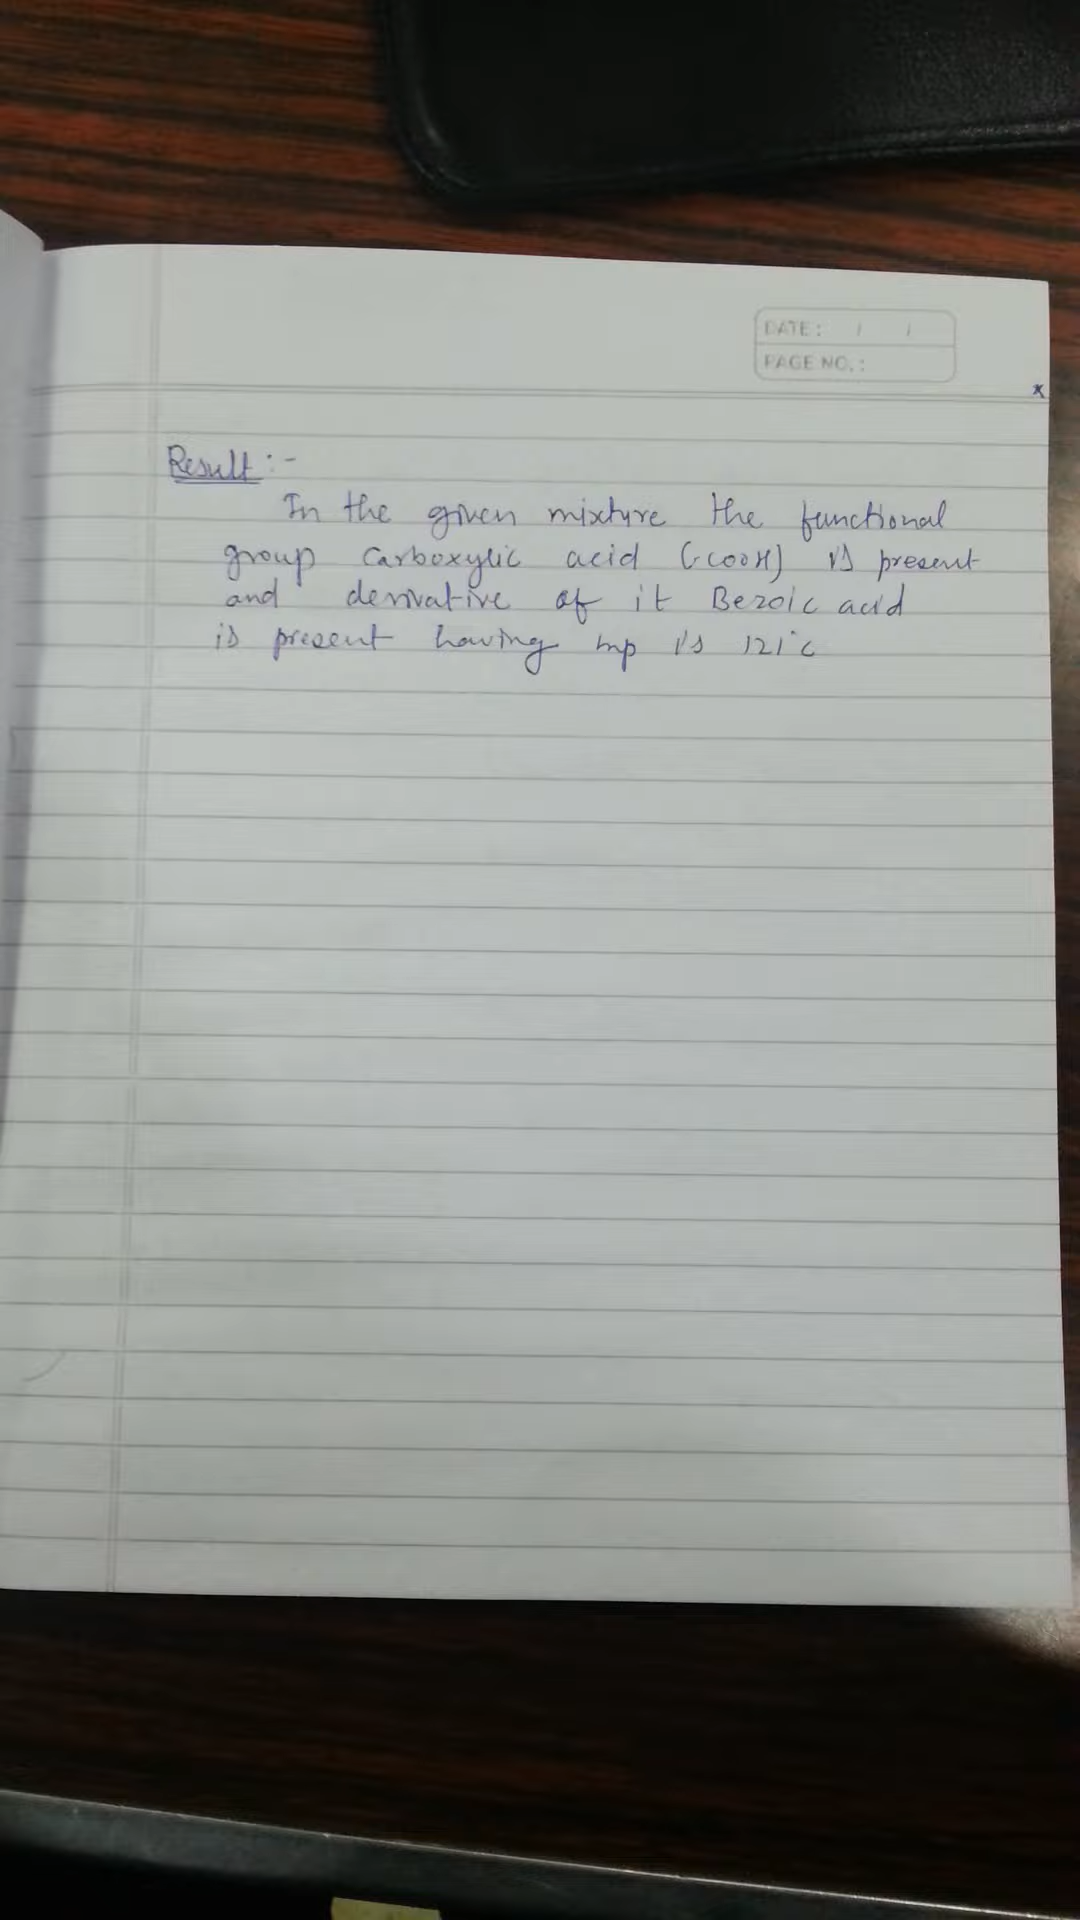 DATE: / /
PAGE NO.:
x
Result :-
In the given mixture the functional
group carboxylic acid (-COOH) is present
and derivative of it Bezoic acid
is present having mp is 121°c